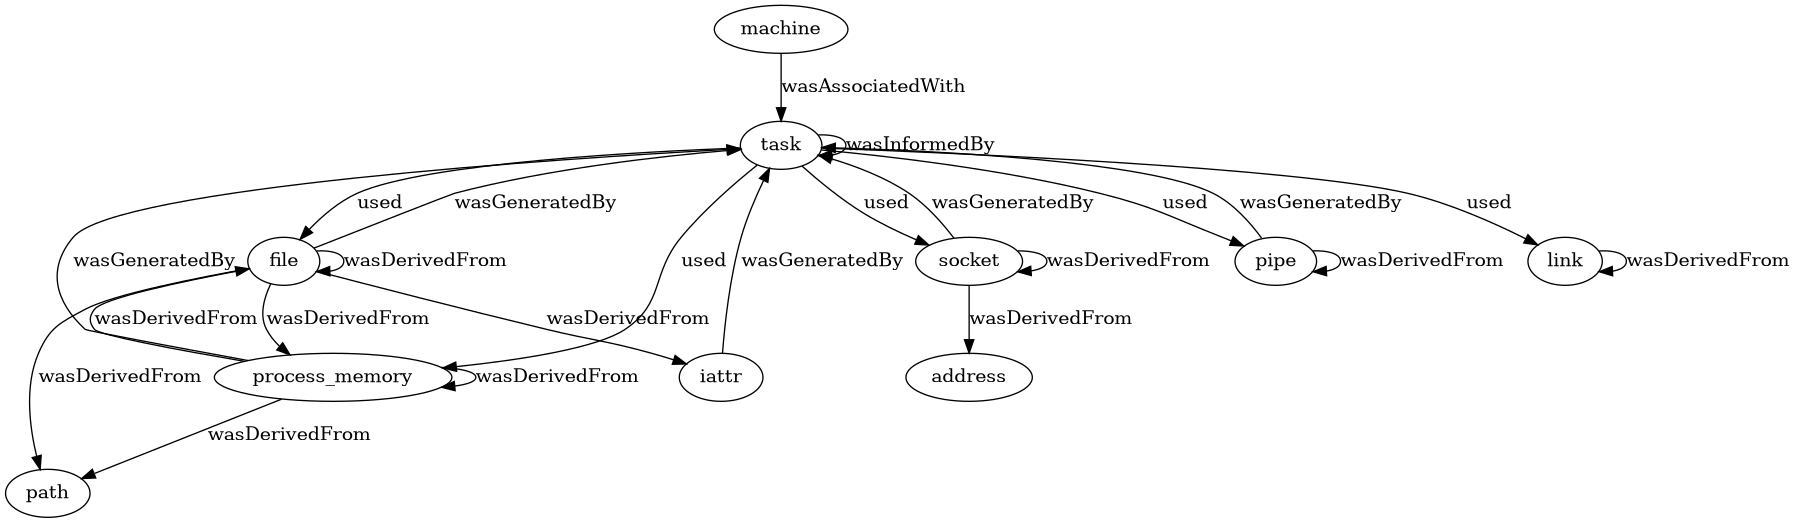 machine
wasAssociatedWith
task
wasInformedBy
used
wasGeneratedBy
used
wasGeneratedBy
used
wasGeneratedBy
used
wasGeneratedBy
file
wasDerivedFrom
used
wasGeneratedBy
socket
wasDerivedFrom
pipe
wasDerivedFrom
link
wasDerivedFrom
wasDerivedFrom
wasDerivedFrom
wasDerivedFrom
wasDerivedFrom
wasDerivedFrom
process_memory
wasDerivedFrom
iattr
address
wasDerivedFrom
path